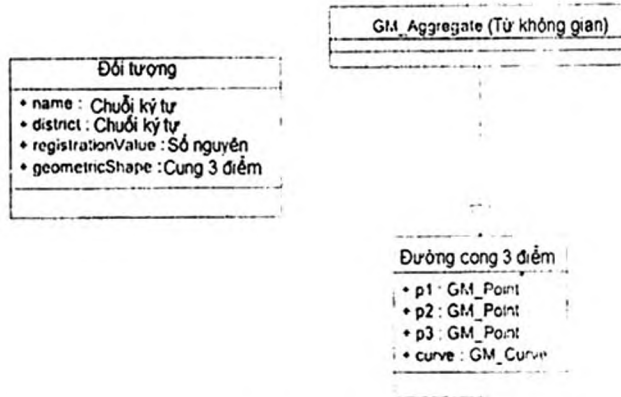 GM_Aggregate (Từ không gian)
Đối tượng
+ name : Chuỗi ký tự
+ district : Chuỗi ký tự
+ registrationValue : Số nguyên
+ geometricShape : Cung 3 điểm
Đường cong 3 điểm
+ p1 : GM_Point
+ p2 : GM_Point
+ p3 : GM_Point
+ curve : GM_Curve